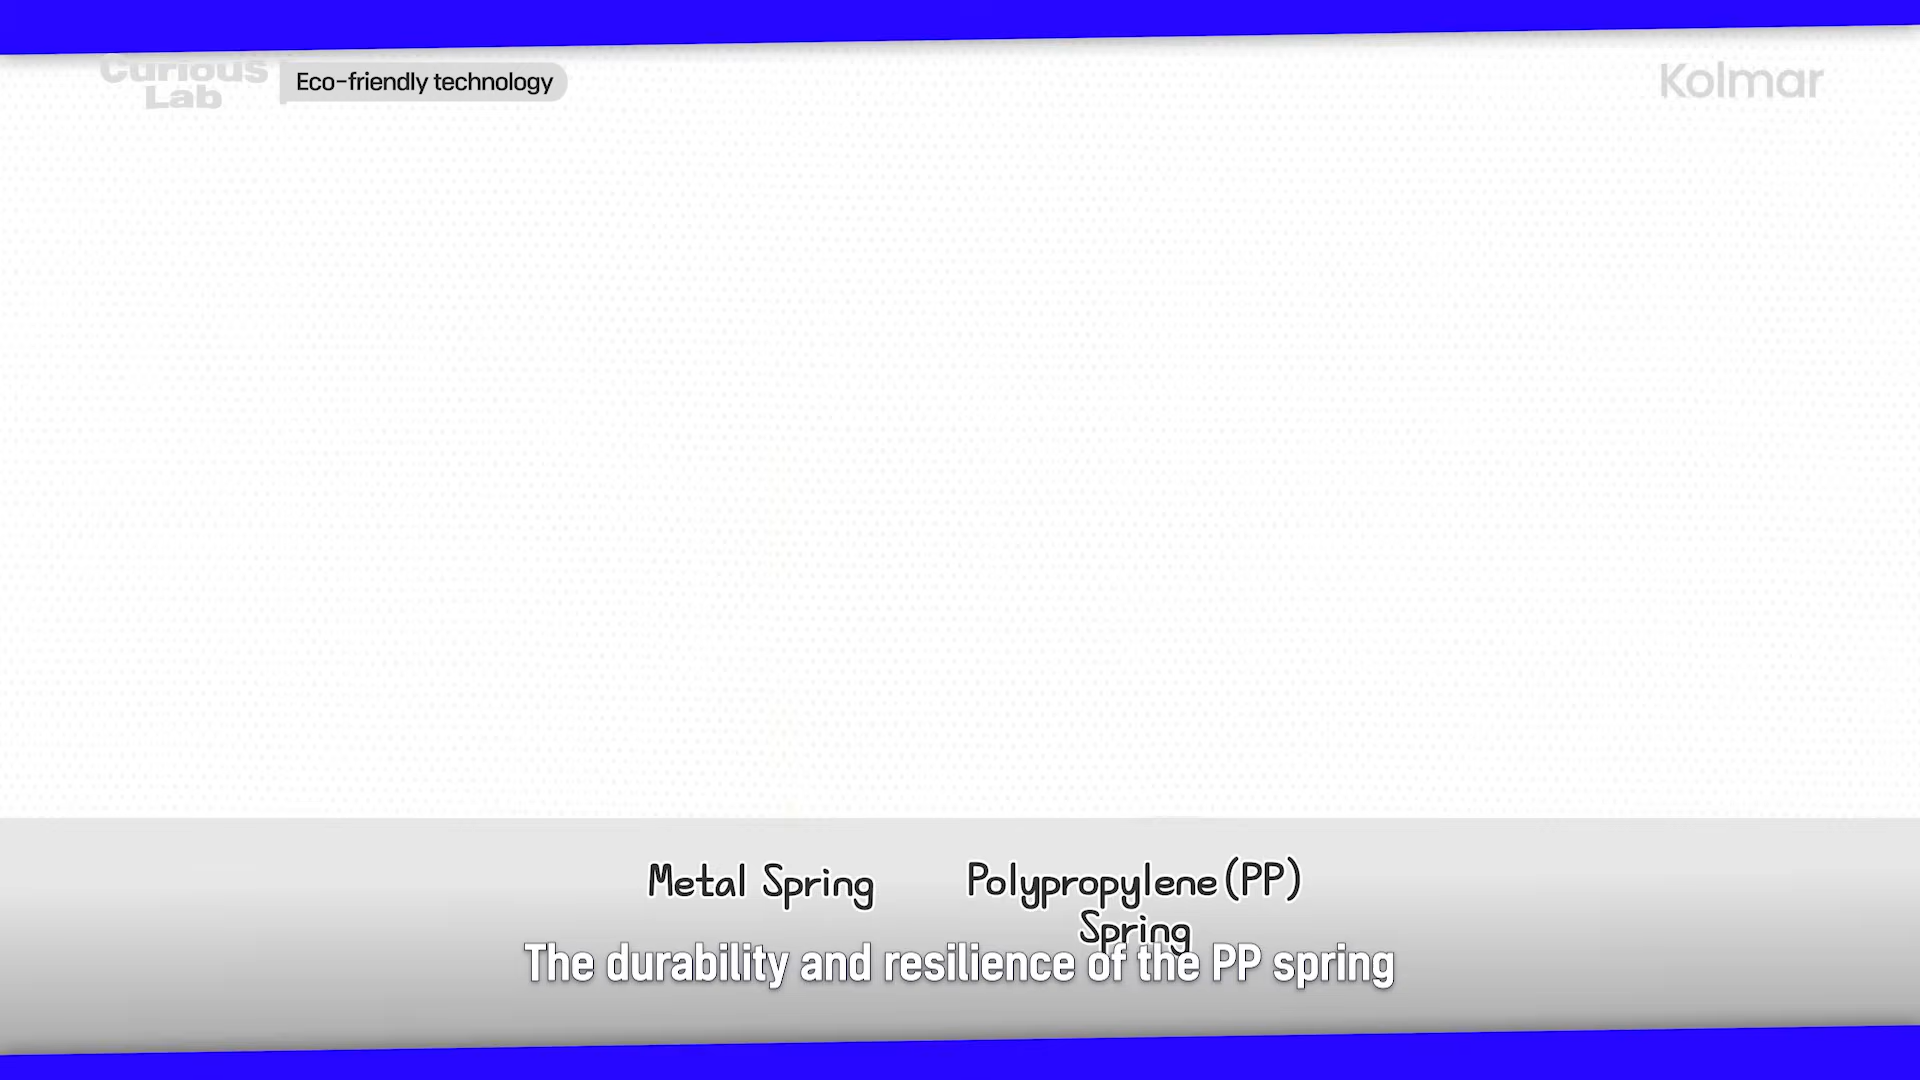 Curious
Lab
Eco-friendly technology
Kolmar
Metal Spring
Polypropylene(PP)
Spring
The durability and resilience of the PP spring